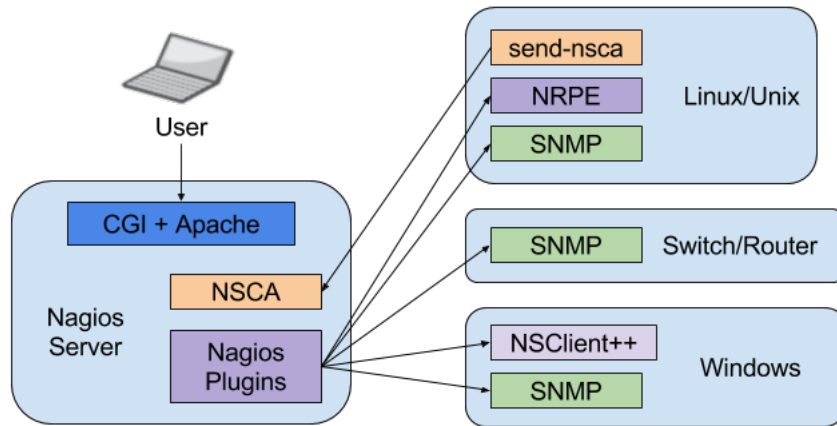 User
CGI + Apache
NSCA
Nagios
Server
Nagios
Plugins
send-nsca
NRPE
SNMP
Linux/Unix
SNMP
Switch/Router
NSClient++
SNMP
Windows